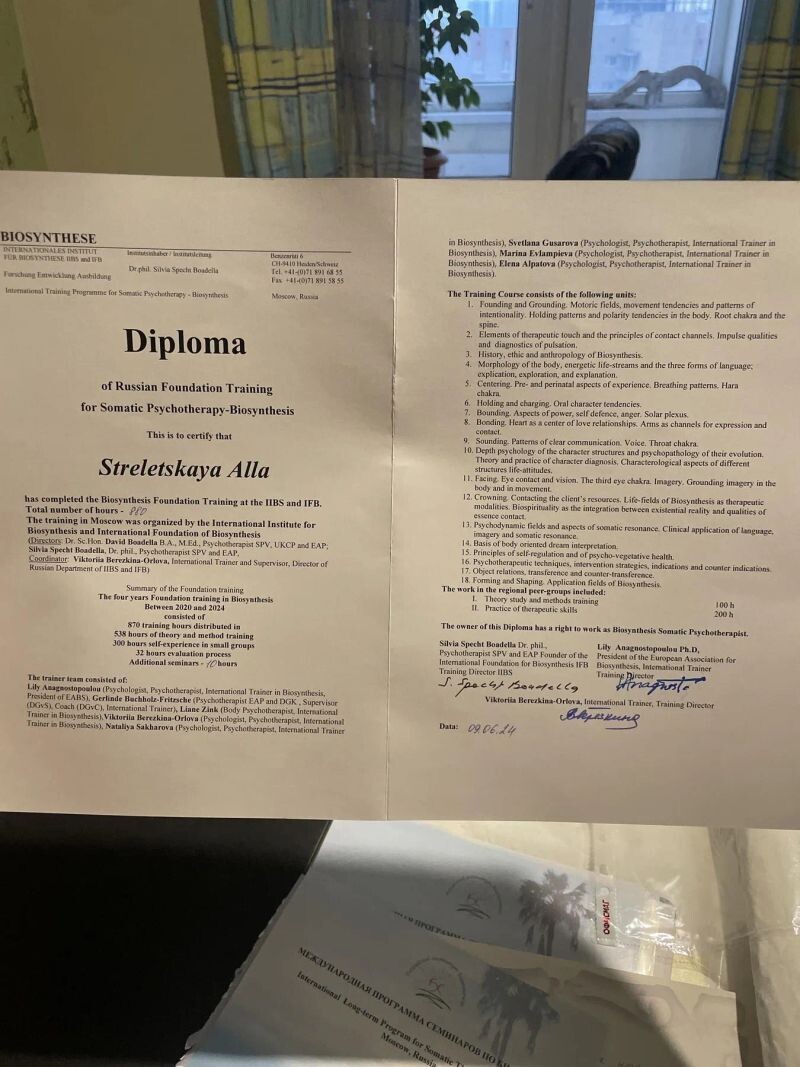 BIOSYNTHESE
INTERNATIONALES INSTITUT
FÜR BIOSYNTHESE IIBS and IFB
Forschung Entwicklung Ausbildung
International Training Programme for Somatic Psychotherapy - Biosynthesis
Institutsinhaber / Institutsleitung
Dr.phil. Silvia Specht Boadella
Benzenrüti 6
CH-9410 Heiden/Schweiz
Tel. +41-(0)71 891 68 55
Fax +41-(0)71 891 58 55
Moscow, Russia
Diploma
of Russian Foundation Training
for Somatic Psychotherapy-Biosynthesis
This is to certify that
Streletskaya Alla
has completed the Biosynthesis Foundation Training at the IIBS and IFB.
Total number of hours - 880
The training in Moscow was organized by the International Institute for
Biosynthesis and International Foundation of Biosynthesis
(Directors: Dr. Sc.Hon. David Boadella B.A., M.Ed., Psychotherapist SPV, UKCP and EAP;
Silvia Specht Boadella, Dr. phil., Psychotherapist SPV and EAP,
Coordinator: Viktoriia Berezkina-Orlova, International Trainer and Supervisor, Director of
Russian Department of IIBS and IFB)
Summary of the Foundation training
The four years Foundation training in Biosynthesis
Between 2020 and 2024
consisted of
870 training hours distributed in
538 hours of theory and method training
300 hours self-experience in small groups
32 hours evaluation process
Additional seminars - 10 hours
The trainer team consisted of:
Lily Anagnostopoulou (Psychologist, Psychotherapist, International Trainer in Biosynthesis,
President of EABS), Gerlinde Buchholz-Fritzsche (Psychotherapist EAP and DGK , Supervisor
(DGvS), Coach (DGvC), International Trainer), Liane Zink (Body Psychotherapist, International
Trainer in Biosynthesis),Viktoriia Berezkina-Orlova (Psychologist, Psychotherapist, International
Trainer in Biosynthesis), Nataliya Sakharova (Psychologist, Psychotherapist, International Trainer
in Biosynthesis), Svetlana Gusarova (Psychologist, Psychotherapist, International Trainer in
Biosynthesis), Marina Evlampieva (Psychologist, Psychotherapist, International Trainer in
Biosynthesis), Elena Alpatova (Psychologist, Psychotherapist, International Trainer in
Biosynthesis).
The Training Course consists of the following units:
1. Founding and Grounding. Motoric fields, movement tendencies and patterns of
intentionality. Holding patterns and polarity tendencies in the body. Root chakra and the
spine.
2. Elements of therapeutic touch and the principles of contact channels. Impulse qualities
and diagnostics of pulsation.
3. History, ethic and anthropology of Biosynthesis.
4. Morphology of the body, energetic life-streams and the three forms of language;
explication, exploration, and explanation.
5. Centering. Pre- and perinatal aspects of experience. Breathing patterns. Hara
chakra.
6. Holding and charging. Oral character tendencies.
7. Bounding. Aspects of power, self defence, anger. Solar plexus.
8. Bonding. Heart as a center of love relationships. Arms as channels for expression and
contact.
9. Sounding. Patterns of clear communication. Voice. Throat chakra.
10. Depth psychology of the character structures and psychopathology of their evolution.
Theory and practice of character diagnosis. Characterological aspects of different
structures life-attitudes.
11. Facing. Eye contact and vision. The third eye chakra. Imagery. Grounding imagery in the
body and in movement.
12. Crowning. Contacting the client's resources. Life-fields of Biosynthesis as therapeutic
modalities. Biospirituality as the integration between existential reality and qualities of
essence contact.
13. Psychodynamic fields and aspects of somatic resonance. Clinical application of language,
imagery and somatic resonance.
14. Basis of body oriented dream interpretation.
15. Principles of self-regulation and of psycho-vegetative health.
16. Psychotherapeutic techniques, intervention strategies, indications and counter indications.
17. Object relations, transference and counter-transference.
18. Forming and Shaping. Application fields of Biosynthesis.
The work in the regional peer-groups included:
I. Theory study and methods training 100 h
II. Practice of therapeutic skills 200 h
The owner of this Diploma has a right to work as Biosynthesis Somatic Psychotherapist.
Silvia Specht Boadella Dr. phil.,
Psychotherapist SPV and EAP Founder of the
International Foundation for Biosynthesis IFB
Training Director IIBS
S. Specht Boadella
Lily Anagnostopoulou Ph.D,
President of the European Association for
Biosynthesis, International Trainer
Training Director
Viktoriia Berezkina-Orlova, International Trainer, Training Director
Data: 09.06.24
МЕЖДУНАРОДНАЯ ПРОГРАММА СЕМИНАРОВ ПО
International Long-term Program for Somatic
Moscow, Russia